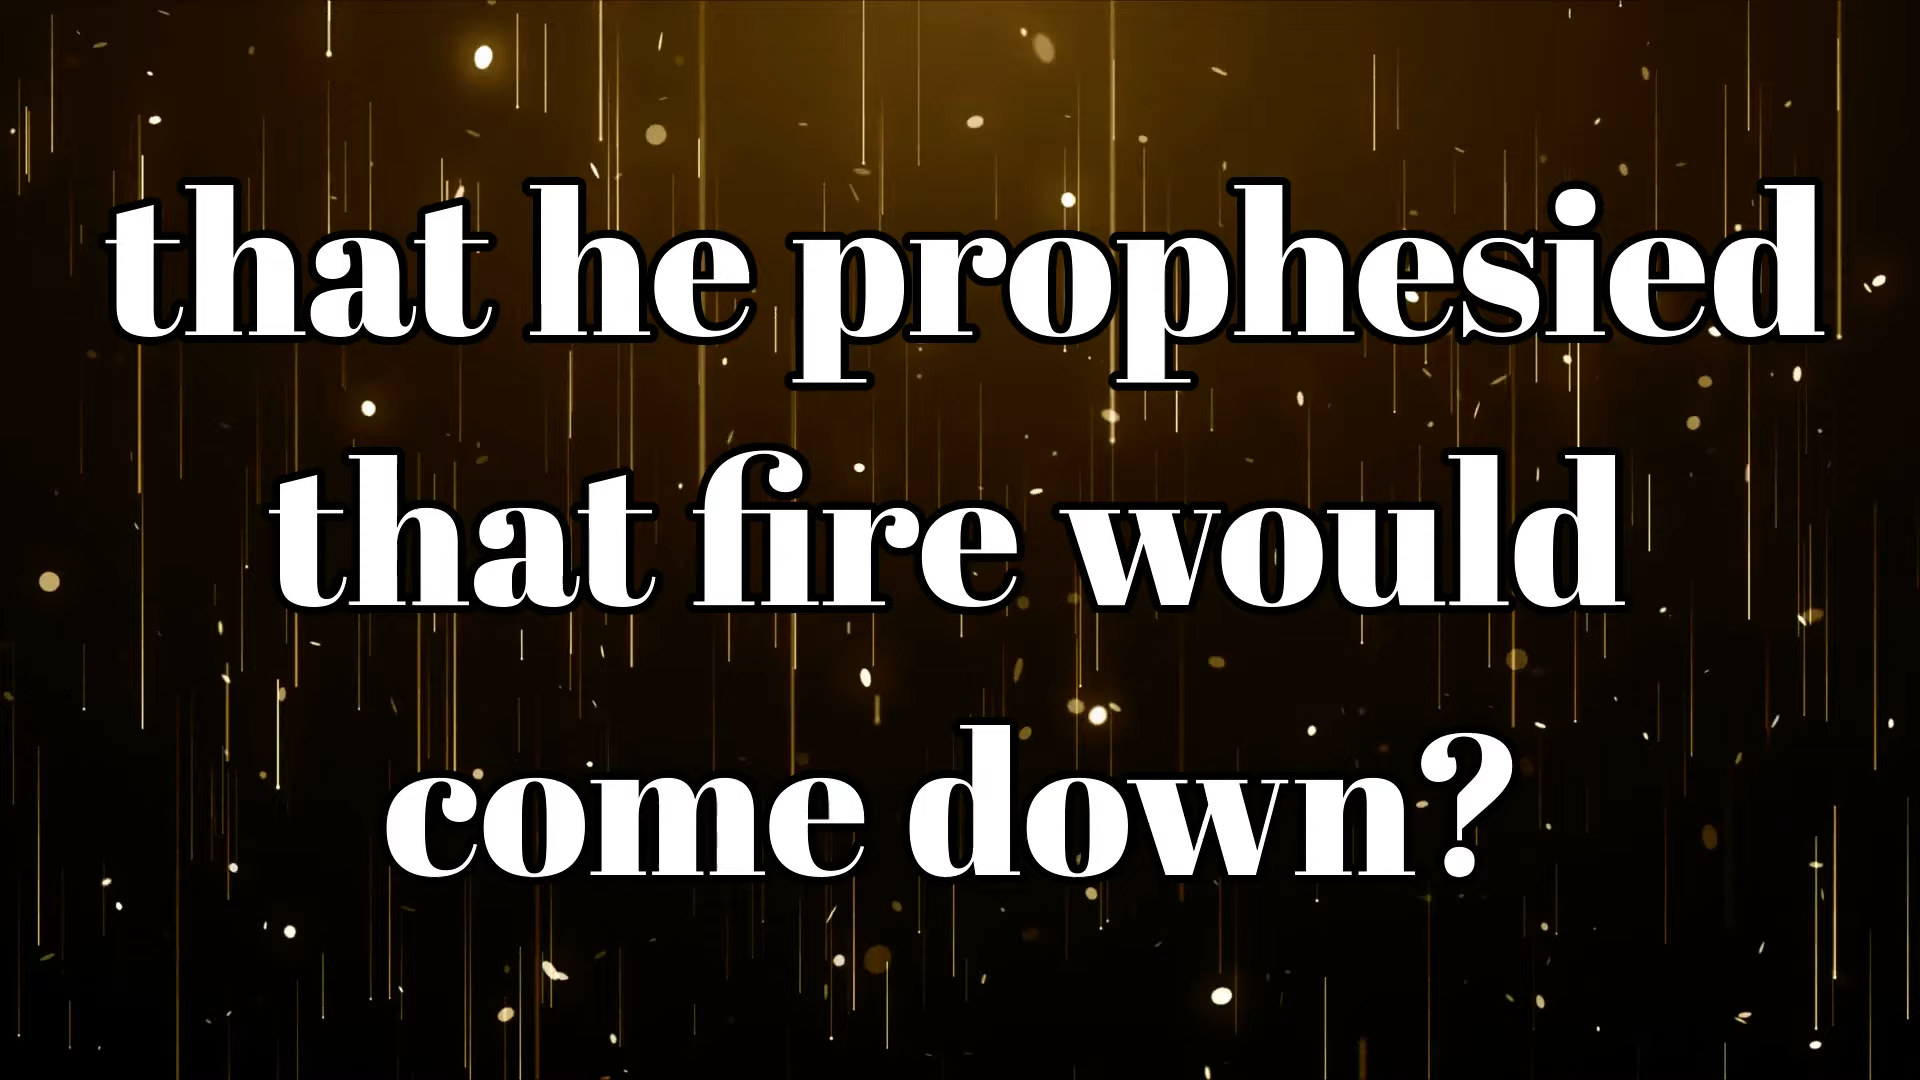 that he prophesied
that fire would
come down?